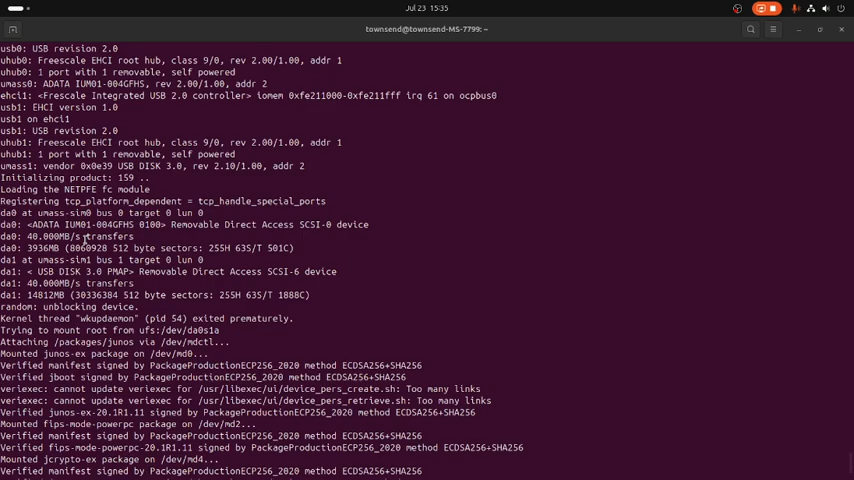 Jul 23 15:35
townsend@townsend-MS-7799: ~
usb0: USB revision 2.0
uhub0: Freescale EHCI root hub, class 9/0, rev 2.00/1.00, addr 1
uhub0: 1 port with 1 removable, self powered
umass0: ADATA IUM01-004GFHS, rev 2.00/1.00, addr 2
ehci1: <Freescale Integrated USB 2.0 controller> iomem 0xfe211000-0xfe211fff irq 61 on ocpbus0
usb1: EHCI version 1.0
usb1 on ehci1
usb1: USB revision 2.0
uhub1: Freescale EHCI root hub, class 9/0, rev 2.00/1.00, addr 1
uhub1: 1 port with 1 removable, self powered
umass1: vendor 0x0e39 USB DISK 3.0, rev 2.10/1.00, addr 2
Initializing product: 159 ..
Loading the NETPFE fc module
Registering tcp_platform_dependent = tcp_handle_special_ports
da0 at umass-sim0 bus 0 target 0 lun 0
da0: <ADATA IUM01-004GFHS 0100> Removable Direct Access SCSI-0 device
da0: 40.000MB/s transfers
da0: 3936MB (8060928 512 byte sectors: 255H 63S/T 501C)
da1 at umass-sim1 bus 1 target 0 lun 0
da1: < USB DISK 3.0 PMAP> Removable Direct Access SCSI-6 device
da1: 40.000MB/s transfers
da1: 14812MB (30336384 512 byte sectors: 255H 63S/T 1888C)
random: unblocking device.
Kernel thread "wkupdaemon" (pid 54) exited prematurely.
Trying to mount root from ufs:/dev/da0s1a
Attaching /packages/junos via /dev/mdctl...
Mounted junos-ex package on /dev/md0...
Verified manifest signed by PackageProductionECP256_2020 method ECDSA256+SHA256
Verified jboot signed by PackageProductionECP256_2020 method ECDSA256+SHA256
veriexec: cannot update veriexec for /usr/libexec/ui/device_pers_create.sh: Too many links
veriexec: cannot update veriexec for /usr/libexec/ui/device_pers_retrieve.sh: Too many links
Verified junos-ex-20.1R1.11 signed by PackageProductionECP256_2020 method ECDSA256+SHA256
Mounted fips-mode-powerpc package on /dev/md2...
Verified manifest signed by PackageProductionECP256_2020 method ECDSA256+SHA256
Verified fips-mode-powerpc-20.1R1.11 signed by PackageProductionECP256_2020 method ECDSA256+SHA256
Mounted jcrypto-ex package on /dev/md4...
Verified manifest signed by PackageProductionECP256_2020 method ECDSA256+SHA256